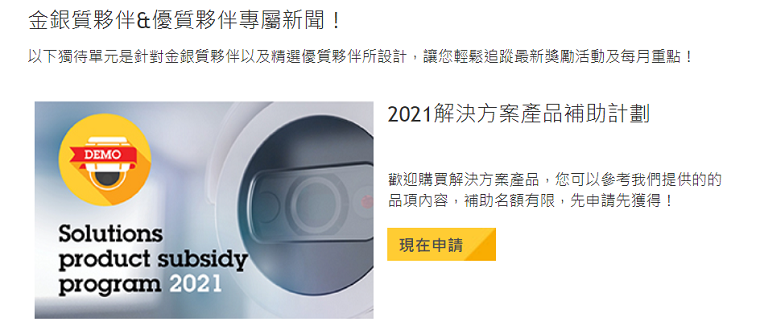 金銀質夥伴&優質夥伴專屬新聞！
以下獨待單元是針對金銀質夥伴以及精選優質夥伴所設計，讓您輕鬆追蹤最新獎勵活動及每月重點！
2021解決方案產品補助計劃
DEMO
歡迎購買解決方案產品，您可以參考我們提供的的
品項內容，補助名額有限，先申請先獲得！
Solutions
product subsidy
program 2021
現在申請